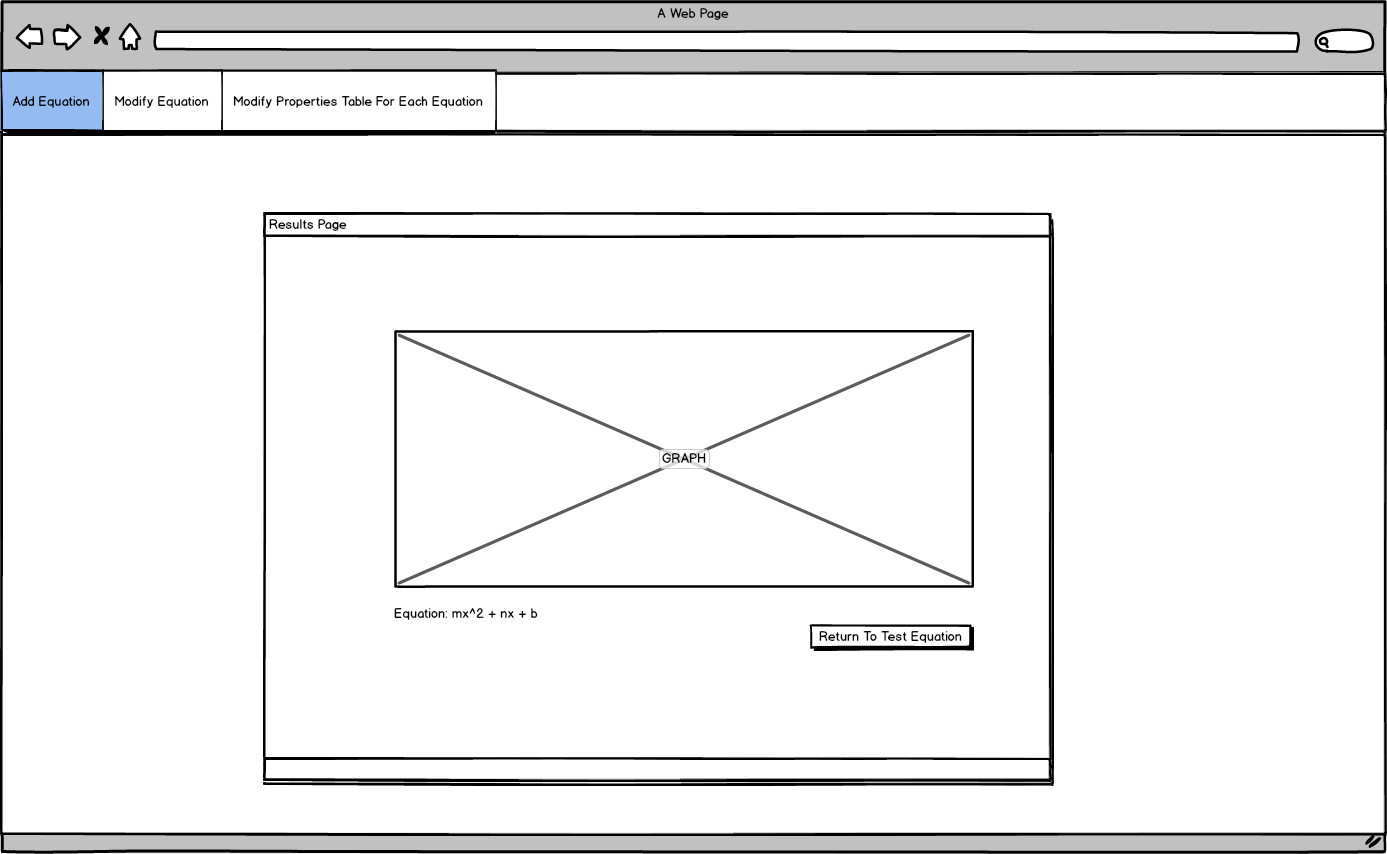 A Web Page
Add Equation
Modify Equation
Modify Properties Table For Each Equation
Results Page
GRAPH
Equation: mx^2 + nx + b
Return To Test Equation